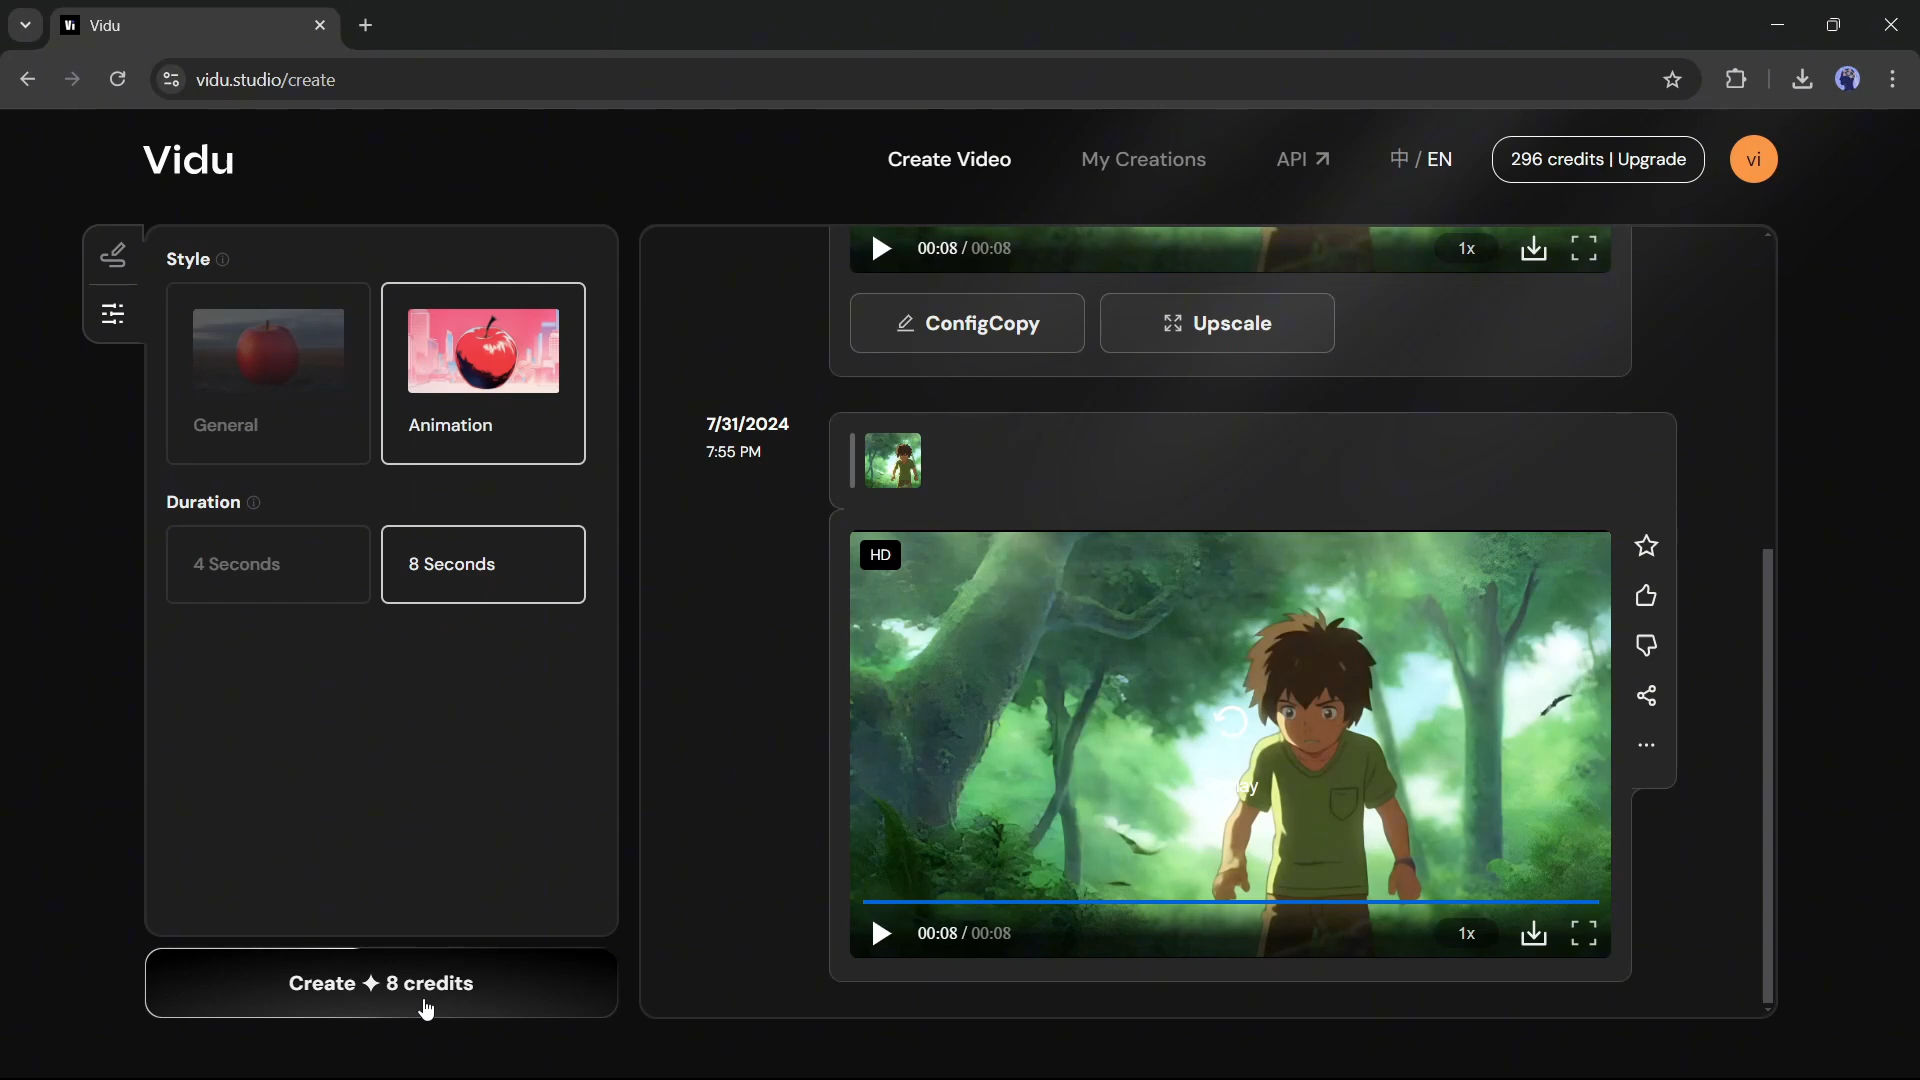 Vi
Vidu
vidu.studio/create
Vidu
Create Video
My Creations
API
中 / EN
296 credits | Upgrade
vi
Style
General
Animation
Duration
4 Seconds
8 Seconds
Create 8 credits
00:08 / 00:08
1x
ConfigCopy
Upscale
7/31/2024
7:55 PM
HD
00:08 / 00:08
1x